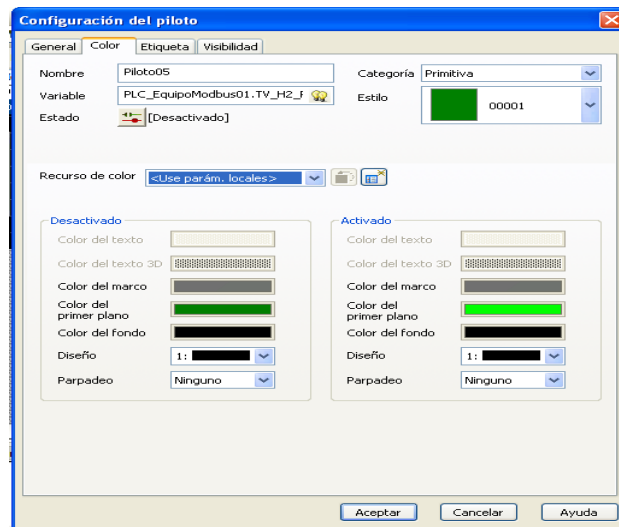 Configuración del piloto
General Color Etiqueta Visibilidad
Nombre Piloto05 Categoría Primitiva
Variable PLC_EquipoModbus01.TV_H2_F Estilo 00001
Estado [Desactivado]
Recurso de color <Use parám. locales>
Desactivado Activado
Color del texto Color del texto
Color del texto 3D Color del texto 3D
Color del marco Color del marco
Color del primer plano Color del primer plano
Color del fondo Color del fondo
Diseño 1: Diseño 1:
Parpadeo Ninguno Parpadeo Ninguno
Aceptar Cancelar Ayuda